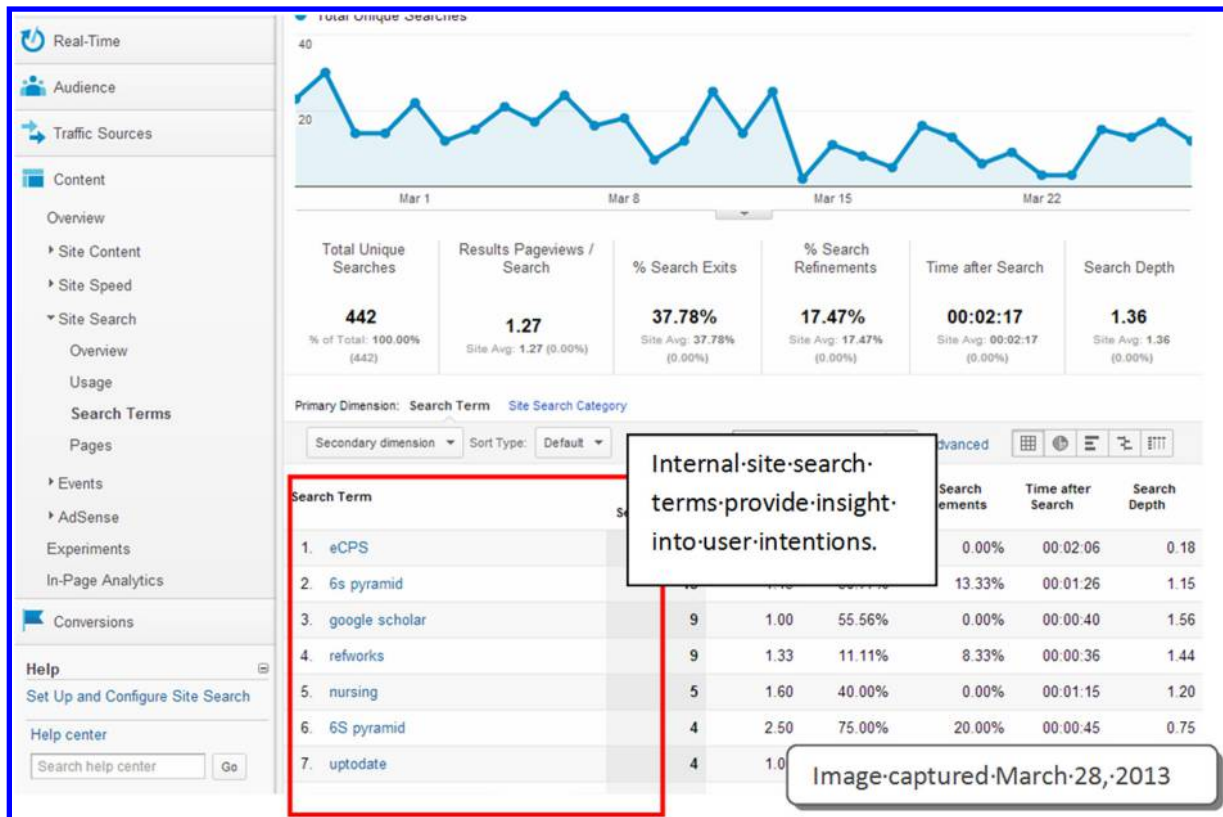 Total Unique Searches
Real-Time
Audience
Traffic Sources
Content
Overview
Site Content
Site Speed
Site Search
Overview
Usage
Search Terms
Pages
Events
AdSense
Experiments
In-Page Analytics
Conversions
Help
Set Up and Configure Site Search
Help center
Search help center Go
40
20
Mar 1 Mar 8 Mar 15 Mar 22
Total Unique Searches
442
% of Total: 100.00% (442)
Results Pageviews / Search
1.27
Site Avg: 1.27 (0.00%)
% Search Exits
37.78%
Site Avg: 37.78% (0.00%)
% Search Refinements
17.47%
Site Avg: 17.47% (0.00%)
Time after Search
00:02:17
Site Avg: 00:02:17 (0.00%)
Search Depth
1.36
Site Avg: 1.36 (0.00%)
Primary Dimension: Search Term Site Search Category
Secondary dimension Sort Type: Default
Internal·site·search·
terms·provide·insight·
into·user·intentions.
Search Term Time after Search Search Depth
1. eCPS 0.00% 00:02:06 0.18
2. 6s pyramid 13.33% 00:01:26 1.15
3. google scholar 9 1.00 55.56% 0.00% 00:00:40 1.56
4. refworks 9 1.33 11.11% 8.33% 00:00:36 1.44
5. nursing 5 1.60 40.00% 0.00% 00:01:15 1.20
6. 6S pyramid 4 2.50 75.00% 20.00% 00:00:45 0.75
7. uptodate 4
Image·captured·March·28,·2013